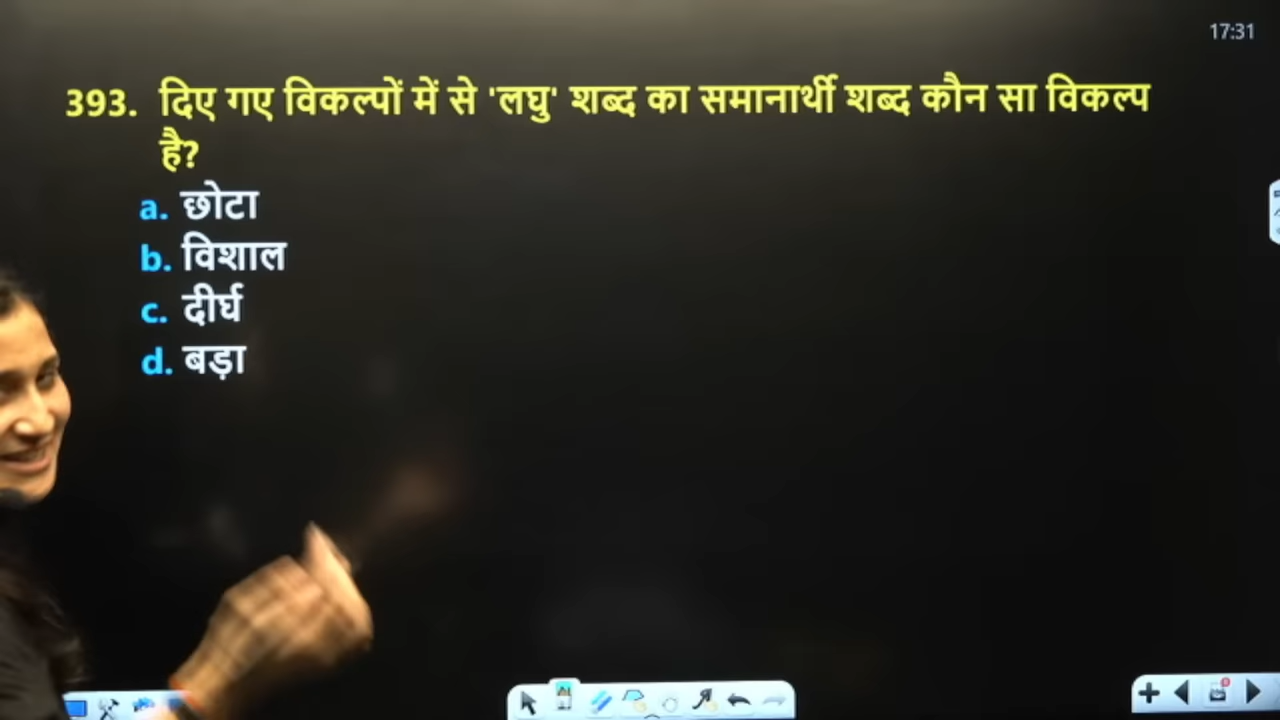 17:31
393. दिए गए विकल्पों में से 'लघु' शब्द का समानार्थी शब्द कौन सा विकल्प
है?
a. छोटा
b. विशाल
c. दीर्घ
d. बड़ा